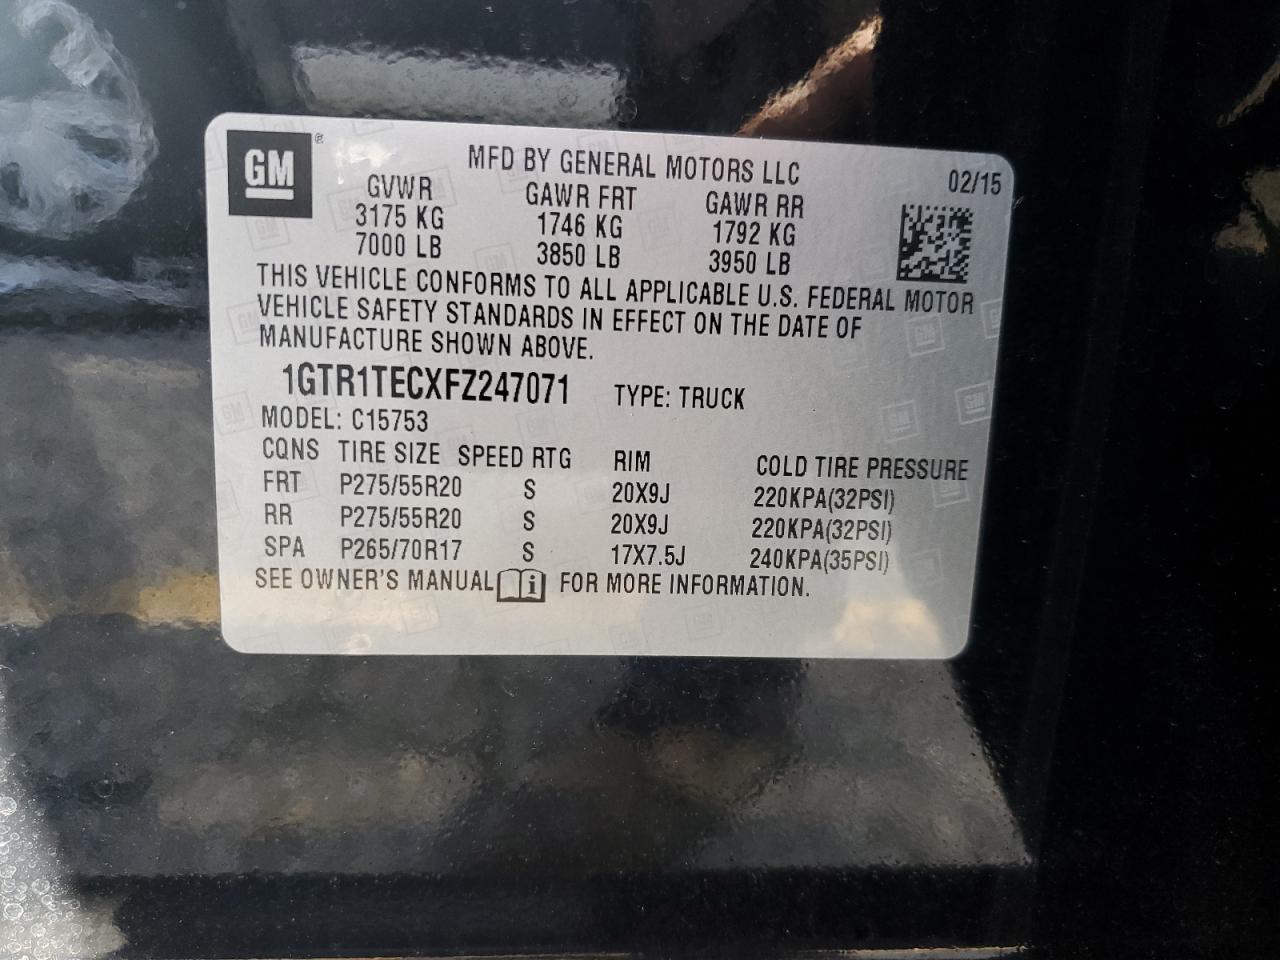 GM ®
MFD BY GENERAL MOTORS LLC
02/15
GVWR GAWR FRT GAWR RR
3175 KG 1746 KG 1792 KG
7000 LB 3850 LB 3950 LB
THIS VEHICLE CONFORMS TO ALL APPLICABLE U.S. FEDERAL MOTOR
VEHICLE SAFETY STANDARDS IN EFFECT ON THE DATE OF
MANUFACTURE SHOWN ABOVE.
1GTR1TECXFZ247071 TYPE: TRUCK
MODEL: C15753
CQNS TIRE SIZE SPEED RTG RIM COLD TIRE PRESSURE
FRT P275/55R20 S 20X9J 220KPA(32PSI)
RR P275/55R20 S 20X9J 220KPA(32PSI)
SPA P265/70R17 S 17X7.5J 240KPA(35PSI)
SEE OWNER'S MANUAL i FOR MORE INFORMATION.